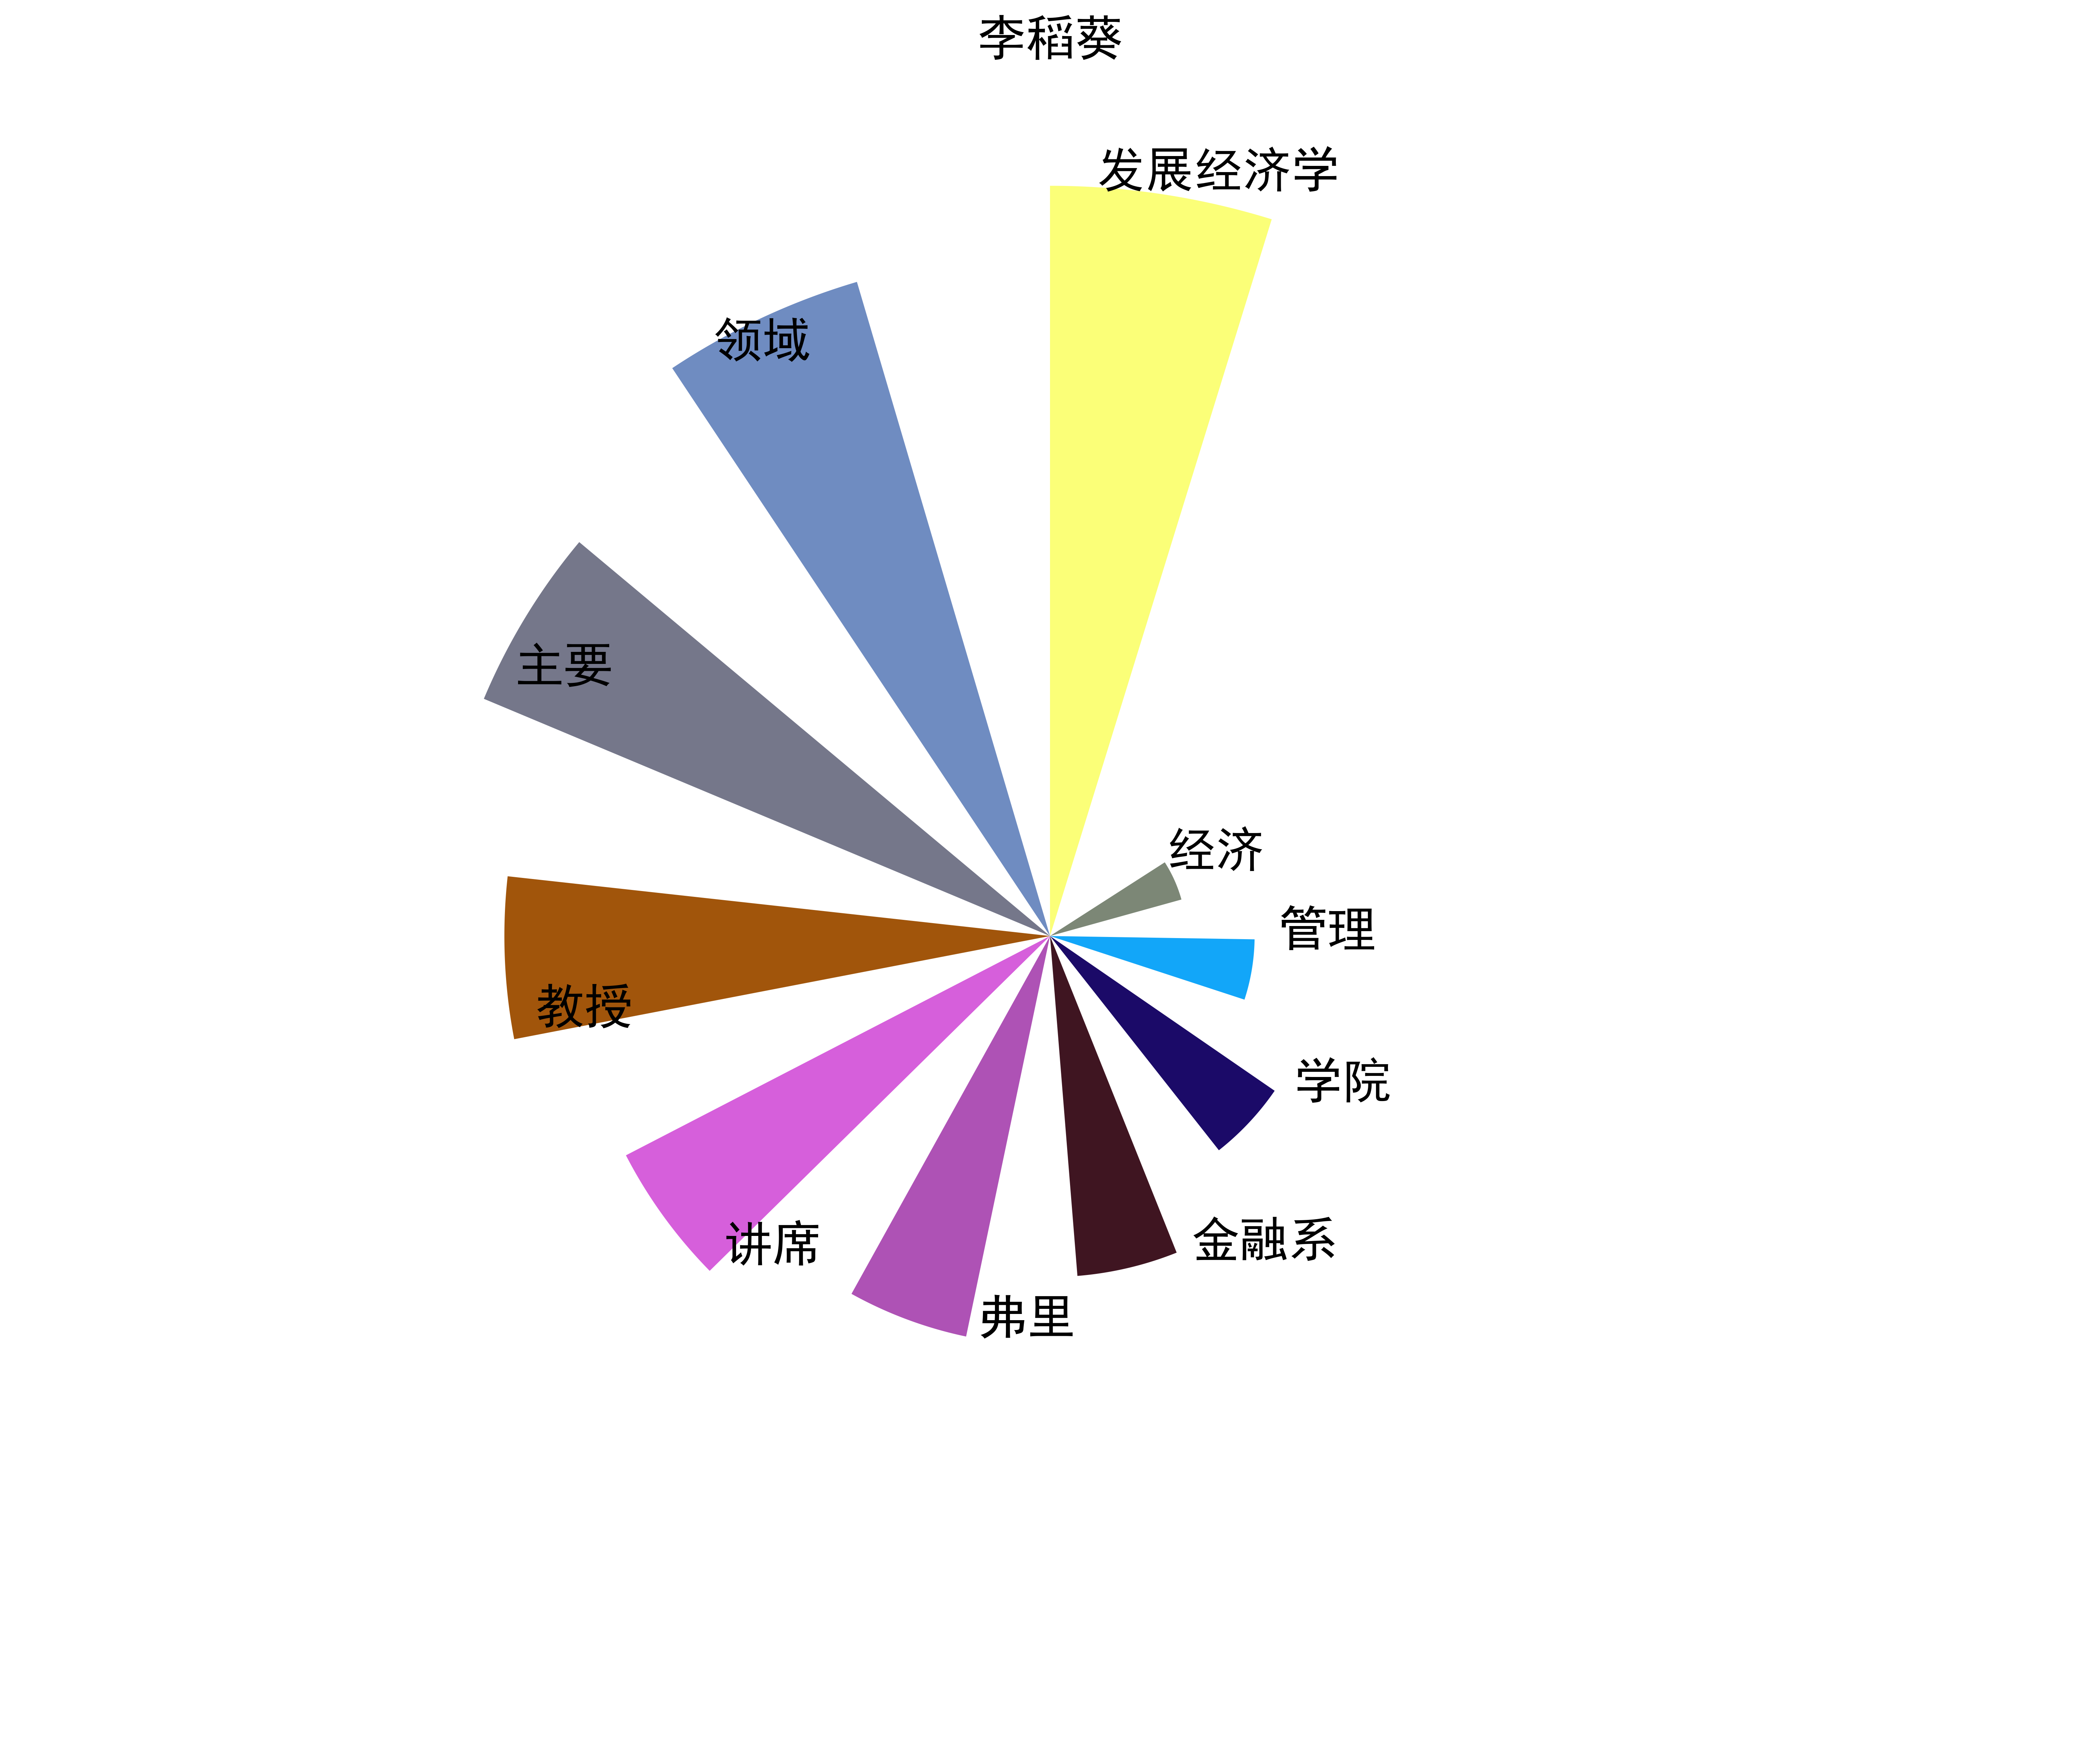 李稻葵
发展经济学
领域
主要
经济
管理
教授
学院
讲席
金融系
弗里